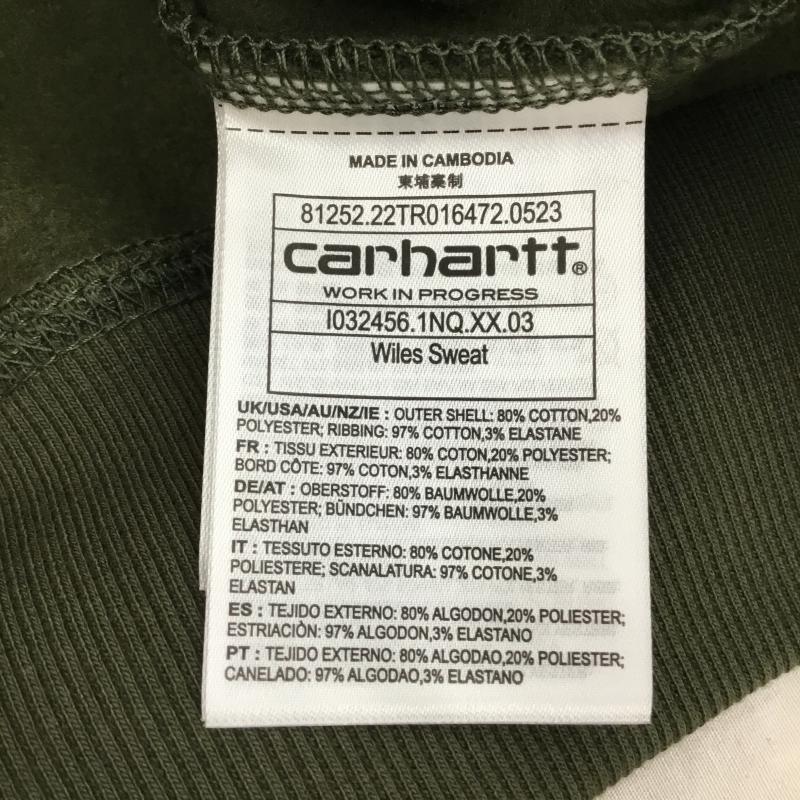 MADE IN CAMBODIA
柬埔寨制
81252.22TR016472.0523
carhartt®
WORK IN PROGRESS
I032456.1NQ.XX.03
Wiles Sweat
UK/USA/AU/NZ/IE : OUTER SHELL: 80% COTTON,20%
POLYESTER; RIBBING: 97% COTTON,3% ELASTANE
FR : TISSU EXTERIEUR: 80% COTON,20% POLYESTER;
BORD CÔTE: 97% COTON,3% ELASTHANNE
DE/AT : OBERSTOFF: 80% BAUMWOLLE,20%
POLYESTER; BÜNDCHEN: 97% BAUMWOLLE,3%
ELASTHAN
IT : TESSUTO ESTERNO: 80% COTONE,20%
POLIESTERE; SCANALATURA: 97% COTONE,3%
ELASTAN
ES : TEJIDO EXTERNO: 80% ALGODON,20% POLIESTER;
ESTRIACIÒN: 97% ALGODON,3% ELASTANO
PT : TEJIDO EXTERNO: 80% ALGODAO,20% POLIESTER;
CANELADO: 97% ALGODAO,3% ELASTANO